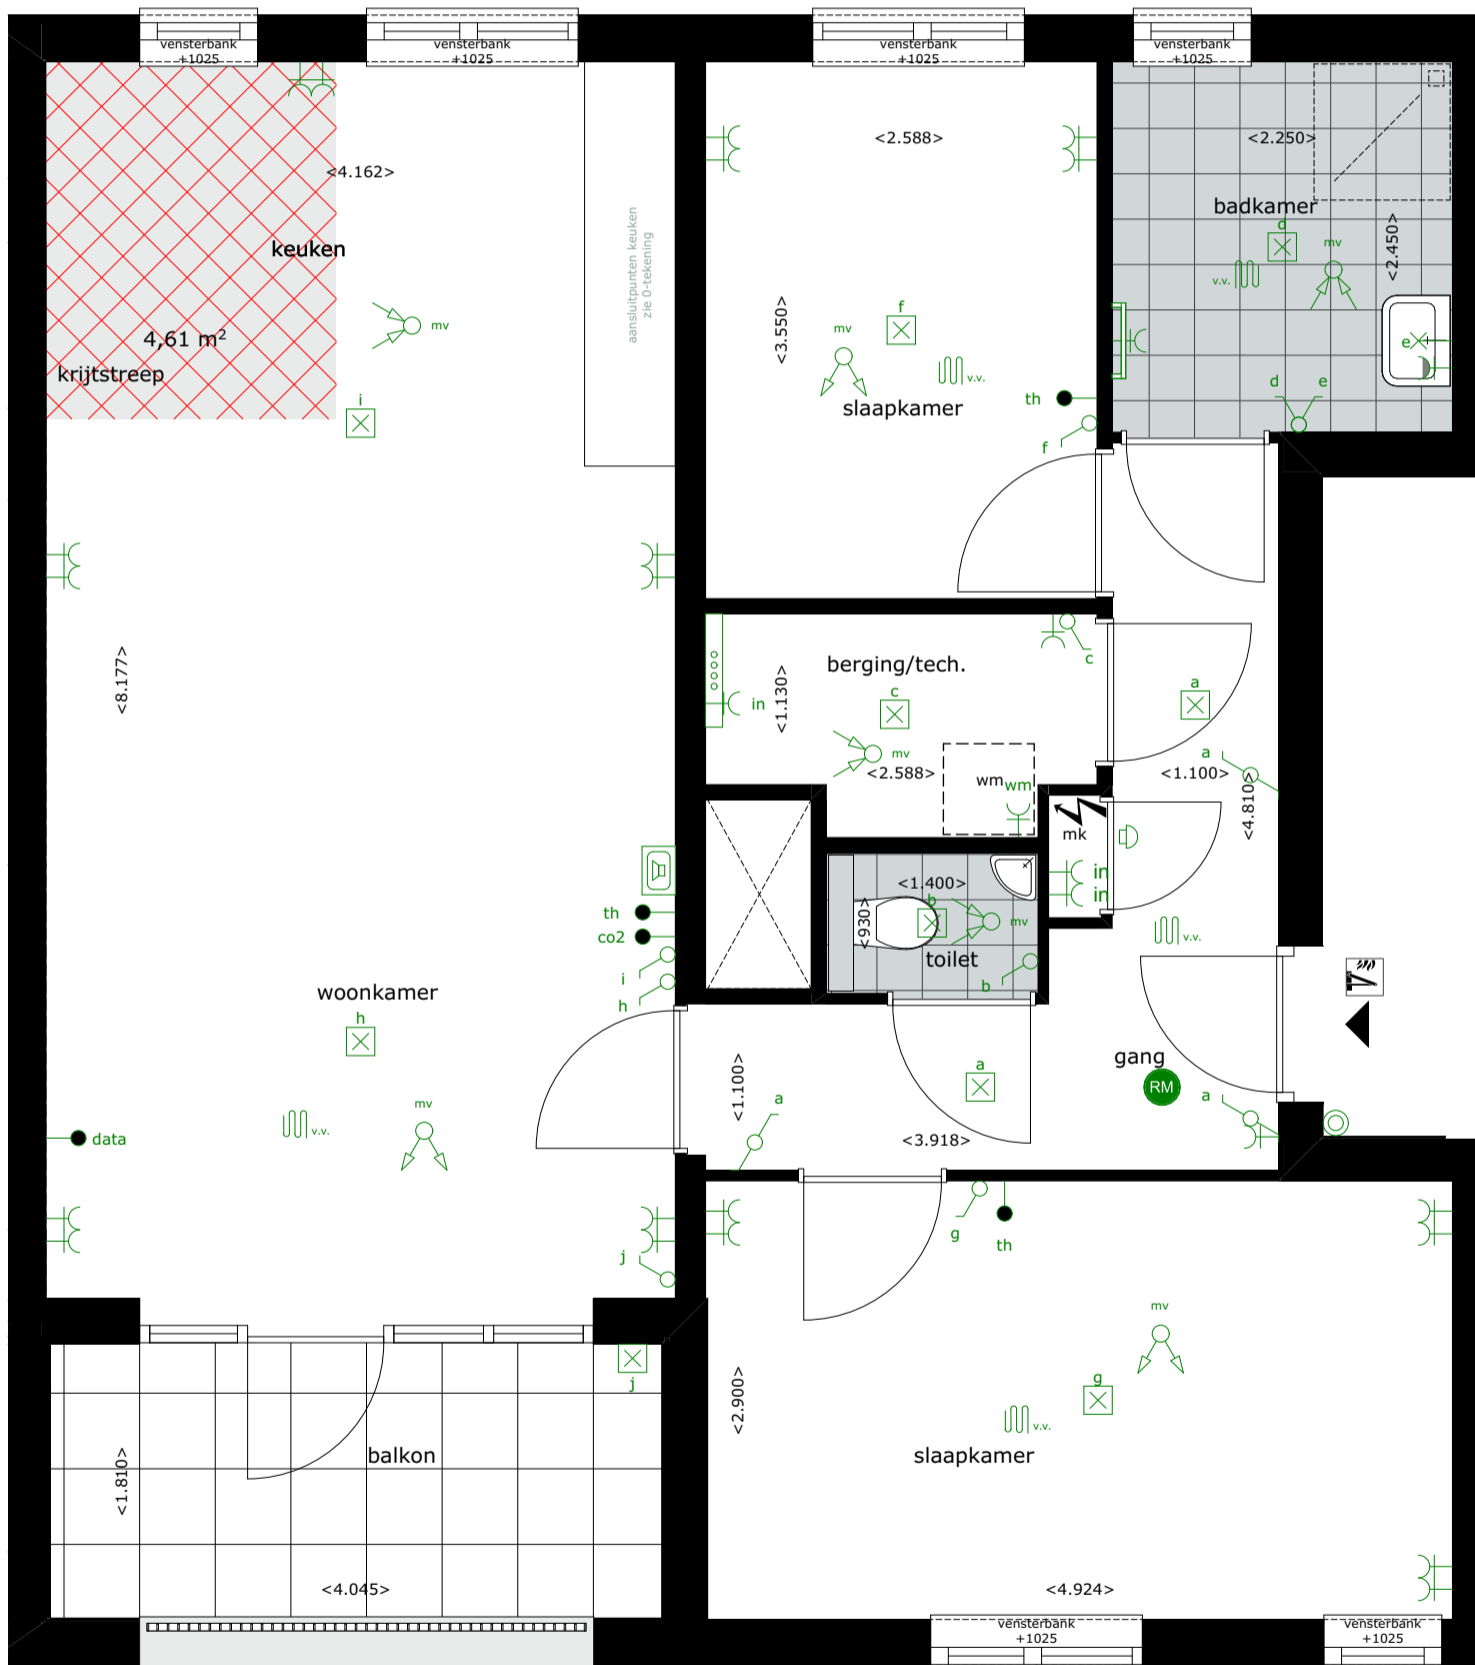 vensterbank
+1025
vensterbank
+1025
vensterbank
+1025
vensterbank
+1025
<4.162>
keuken
4,61 m²
krijtstreep
mv
i
aansluitpunten keuken
zie 0-tekening
<8.177>
<2.588>
<3.550>
f
mv
v.v.
slaapkamer
th
f
<2.250>
badkamer
d
mv
v.v.
<2.450>
e
d
e
berging/tech.
c
in
<1.130>
c
mv
<2.588>
wm
wm
a
a
<1.100>
<4.810>
mk
in
in
<1.400>
b
<930>
mv
toilet
b
v.v.
th
co2
i
h
woonkamer
h
v.v.
mv
data
j
<1.100>
a
a
<3.918>
gang
RM
a
g
th
mv
g
<2.900>
v.v.
slaapkamer
<4.924>
j
balkon
<1.810>
<4.045>
vensterbank
+1025
vensterbank
+1025